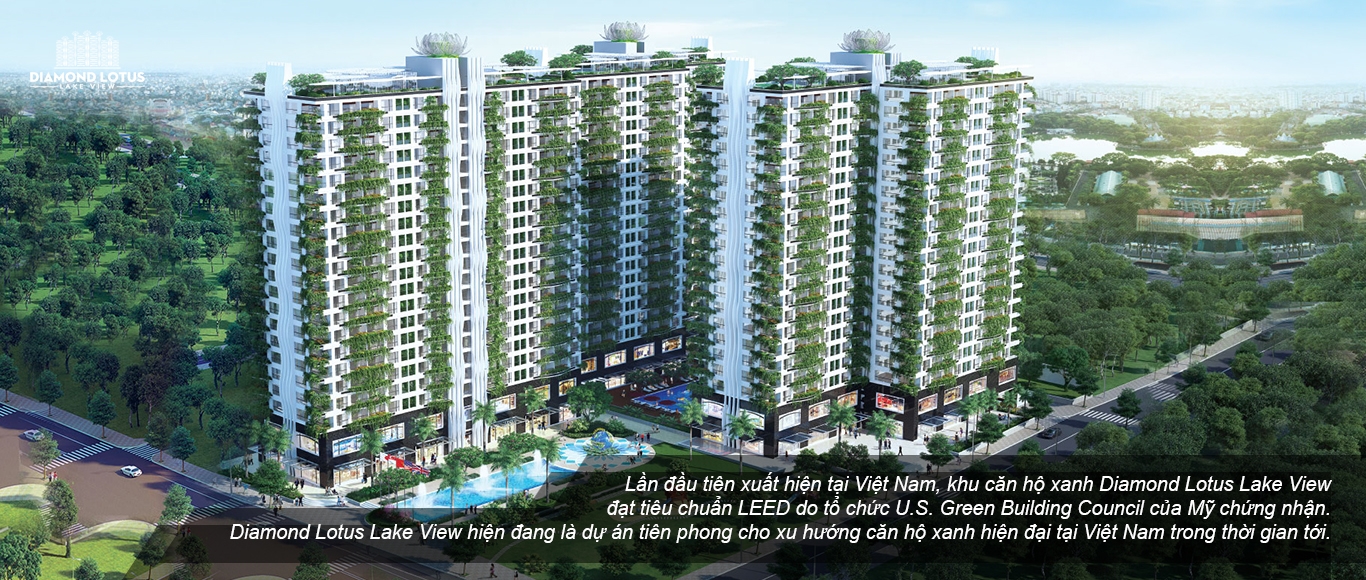 DIAMOND LOTUS
LAKE VIEW
Lần đầu tiên xuất hiện tại Việt Nam, khu căn hộ xanh Diamond Lotus Lake View
đạt tiêu chuẩn LEED do tổ chức U.S. Green Building Council của Mỹ chứng nhận.
Diamond Lotus Lake View hiện đang là dự án tiên phong cho xu hướng căn hộ xanh hiện đại tại Việt Nam trong thời gian tới.